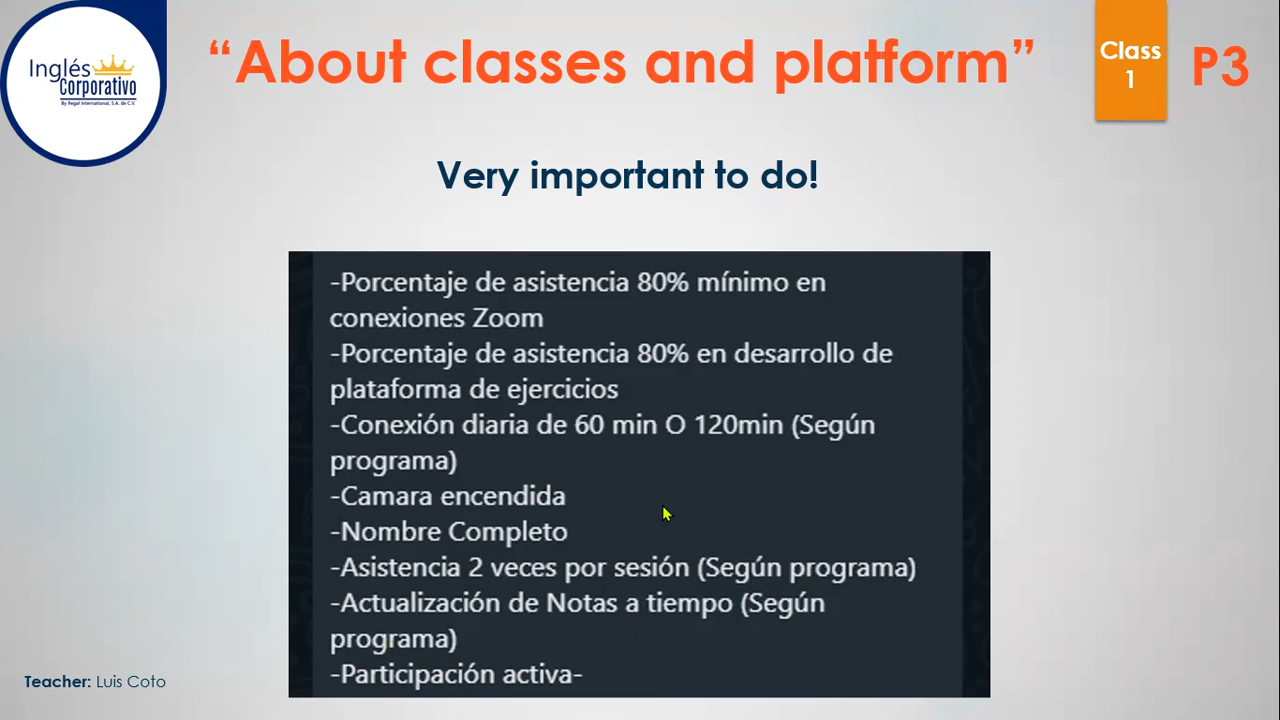 Inglés
Corporativo
By Regal International, S.A. de C.V.
“About classes and platform”
Class
1
P3
Very important to do!
-Porcentaje de asistencia 80% mínimo en
conexiones Zoom
-Porcentaje de asistencia 80% en desarrollo de
plataforma de ejercicios
-Conexión diaria de 60 min O 120min (Según
programa)
-Camara encendida
-Nombre Completo
-Asistencia 2 veces por sesión (Según programa)
-Actualización de Notas a tiempo (Según
programa)
-Participación activa-
Teacher: Luis Coto